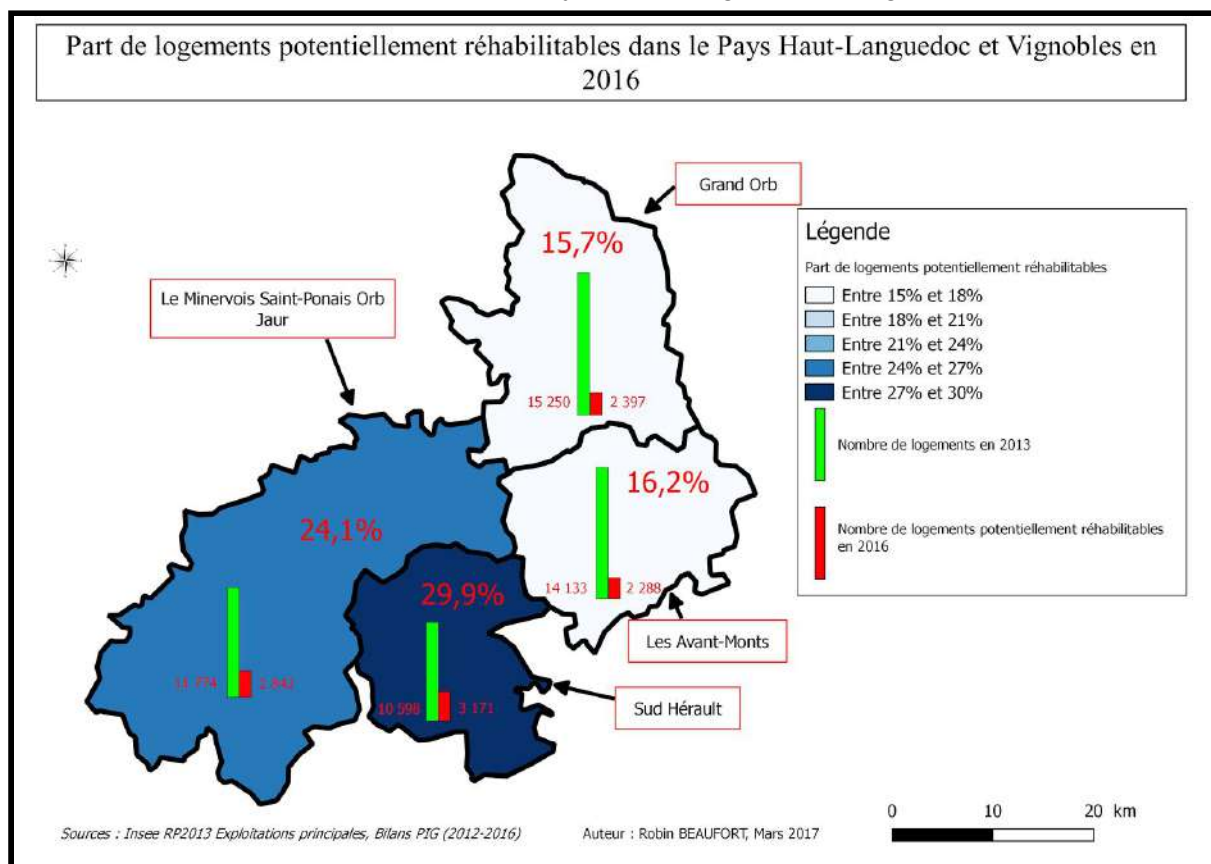 Part de logements potentiellement réhabilitables dans le Pays Haut-Languedoc et Vignobles en
2016
Grand Orb
Légende
Part de logements potentiellement réhabilitables
Entre 15% et 18%
Entre 18% et 21%
Entre 21% et 24%
Entre 24% et 27%
Entre 27% et 30%
Nombre de logements en 2013
Nombre de logements potentiellement réhabilitables
en 2016
15,7%
Le Minervois Saint-Ponais Orb
Jaur
15 250 2 397
16,2%
24,1%
14 133 2 288
29,9%
Les Avant-Monts
11 774 2 842
10 598 3 171
Sud Hérault
0 10 20 km
Sources : Insee RP2013 Exploitations principales, Bilans PIG (2012-2016)
Auteur : Robin BEAUFORT, Mars 2017